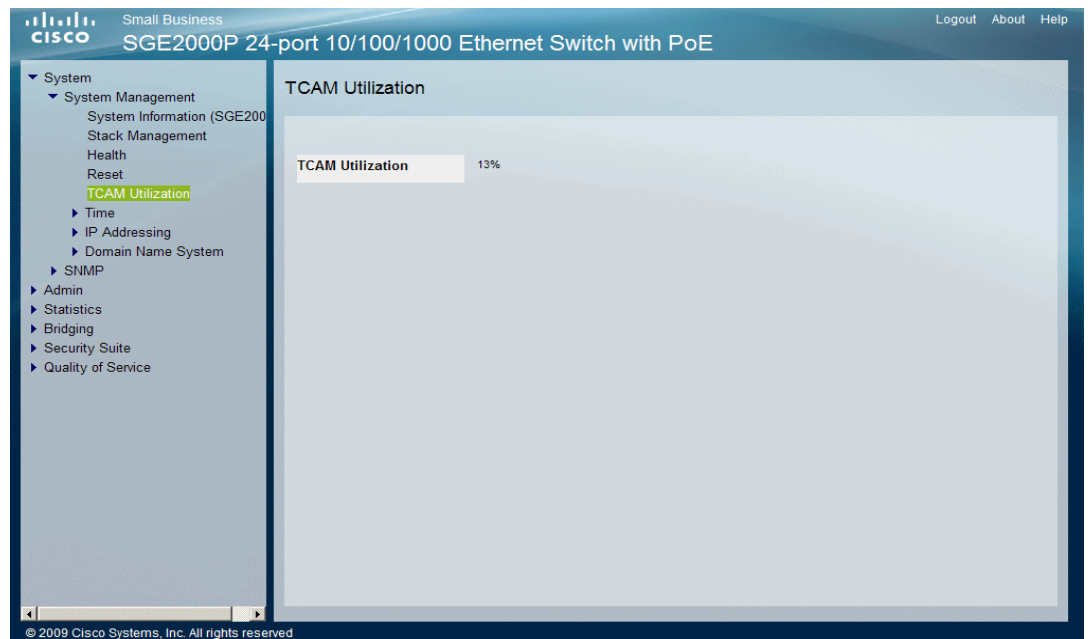 Small Business
CISCO
SGE2000P 24-port 10/100/1000 Ethernet Switch with PoE
Logout About Help
System
System Management
System Information (SGE200
Stack Management
Health
Reset
TCAM Utilization
Time
IP Addressing
Domain Name System
SNMP
Admin
Statistics
Bridging
Security Suite
Quality of Service
TCAM Utilization
TCAM Utilization 13%
© 2009 Cisco Systems, Inc. All rights reserved